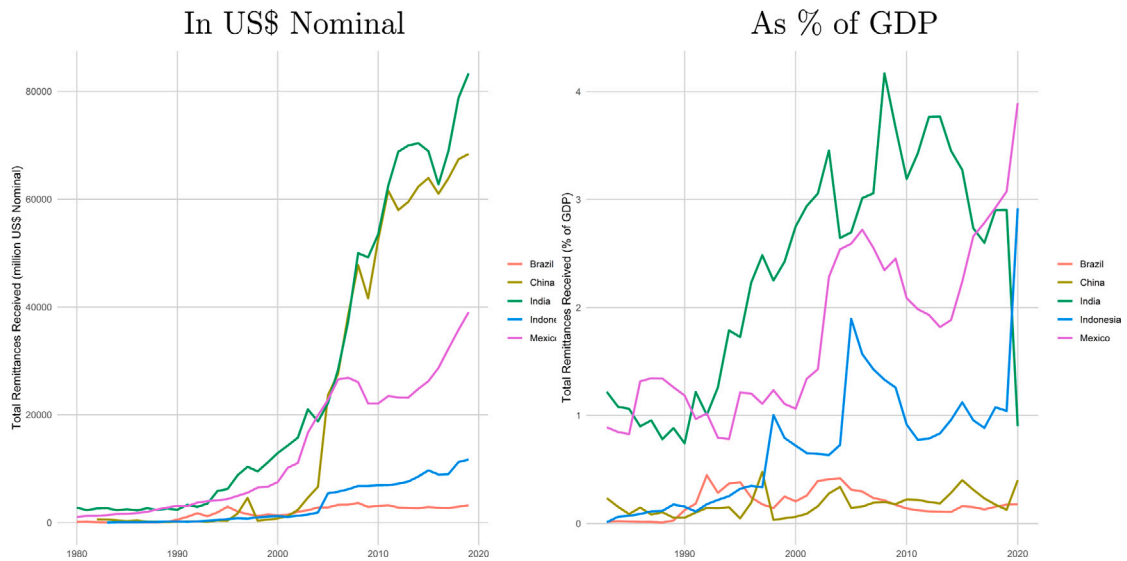 In US$ Nominal
Total Remittances Received (million US$ Nominal)
80000
60000
40000
20000
0
1980
1990
2000
2010
2020
Brazil
China
India
Indone
Mexico
As % of GDP
Total Remittances Received (% of GDP)
4
3
2
1
0
1990
2000
2010
2020
Brazil
China
India
Indonesia
Mexico